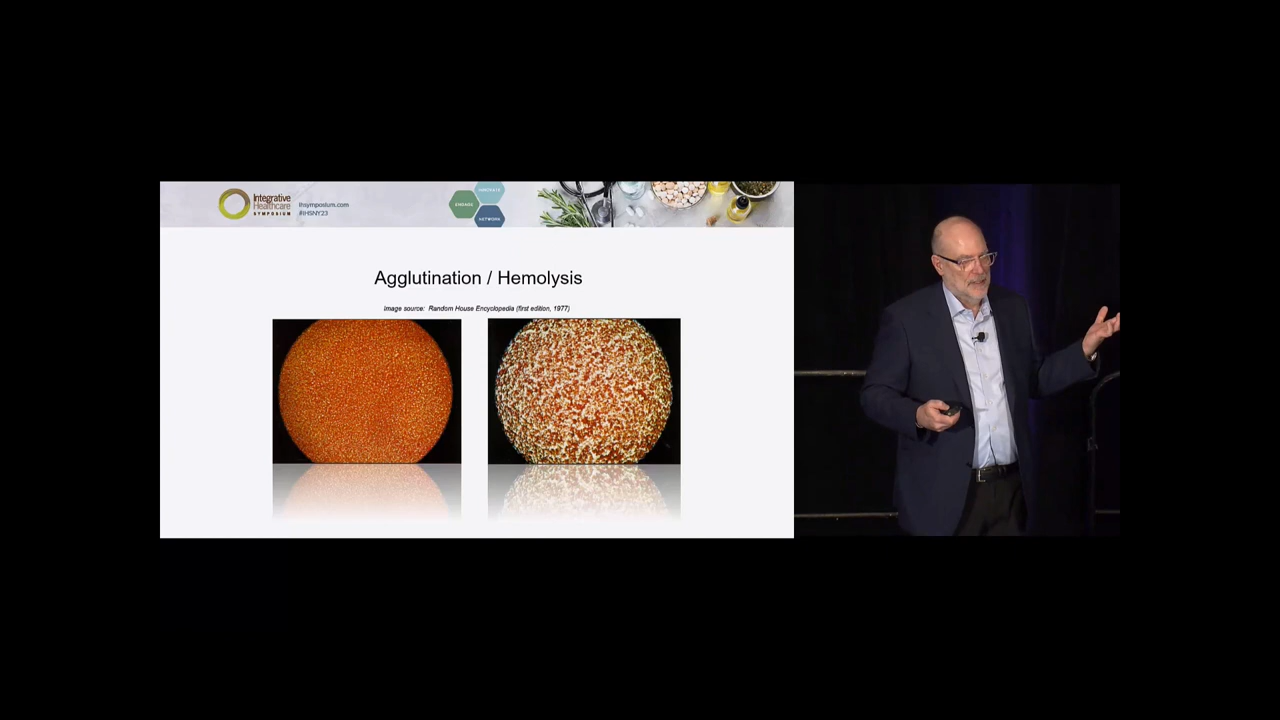 Integrative
Healthcare
SYMPOSIUM
ihsymposium.com
#IHSNY23
INNOVATE
ENGAGE
NETWORK
Agglutination / Hemolysis
Image source: Random House Encyclopedia (first edition, 1977)